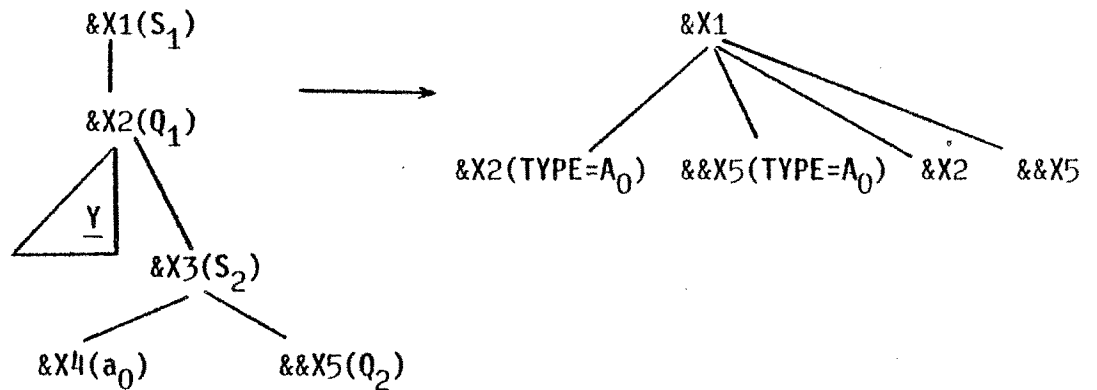 &X1(S₁) &X1
&X2(Q₁)
&X2(TYPE=A₀) &&X5(TYPE=A₀) &X2 &&X5
Y
&X3(S₂)
&X4(a₀) &&X5(Q₂)